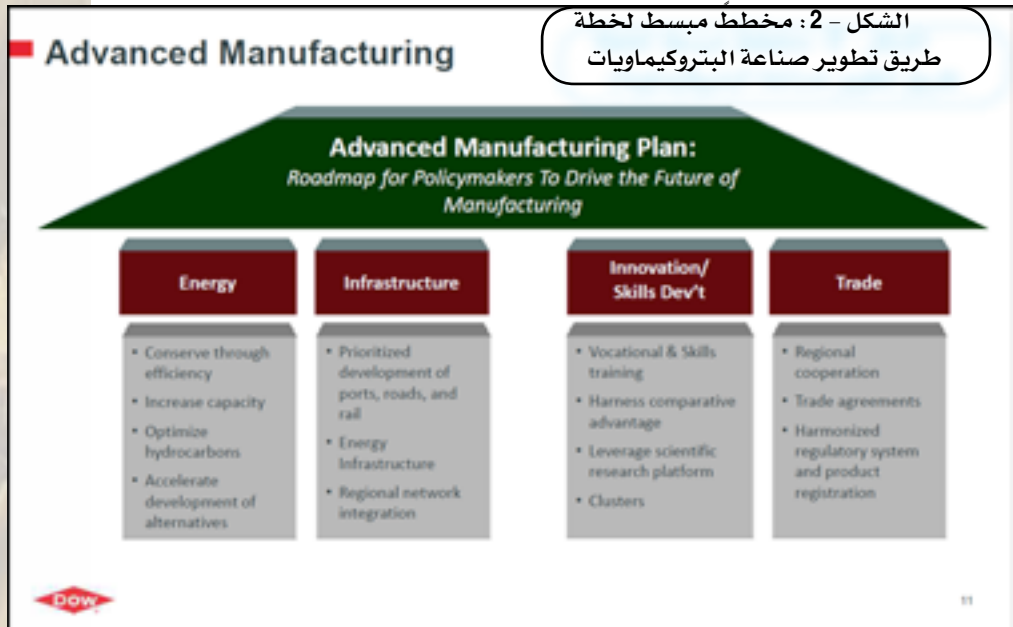 الشكل - 2: مخططٌ مبسط لخطة
طريق تطوير صناعة البتروكيماويات
Advanced Manufacturing
Advanced Manufacturing Plan:
Roadmap for Policymakers To Drive the Future of
Manufacturing
Energy
• Conserve through
efficiency
• Increase capacity
• Optimize
hydrocarbons
• Accelerate
development of
alternatives
Infrastructure
• Prioritized
development of
ports, roads, and
rail
• Energy
Infrastructure
• Regional network
integration
Innovation/
Skills Dev't
• Vocational & Skills
training
• Harness comparative
advantage
• Leverage scientific
research platform
• Clusters
Trade
• Regional
cooperation
• Trade agreements
• Harmonized
regulatory system
and product
registration
Dow
11